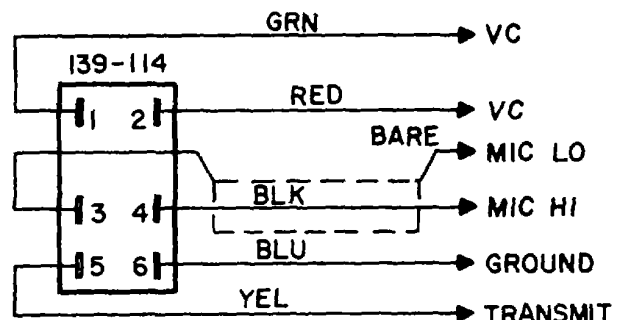 GRN
VC
139-114
1 2
RED
VC
BARE
MIC LO
BLK
3 4
MIC HI
BLU
5 6
GROUND
YEL
TRANSMIT